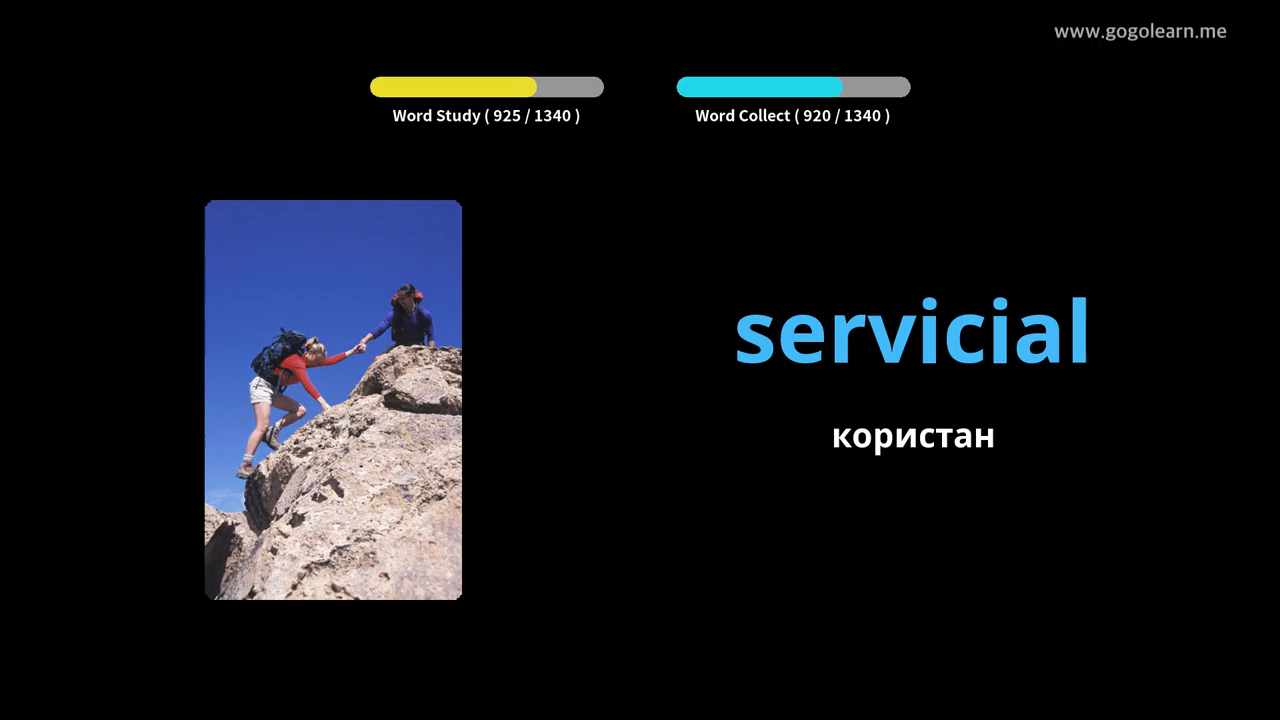 www.gogolearn.me
Word Study ( 925 / 1340 )
Word Collect ( 920 / 1340 )
servicial
користан